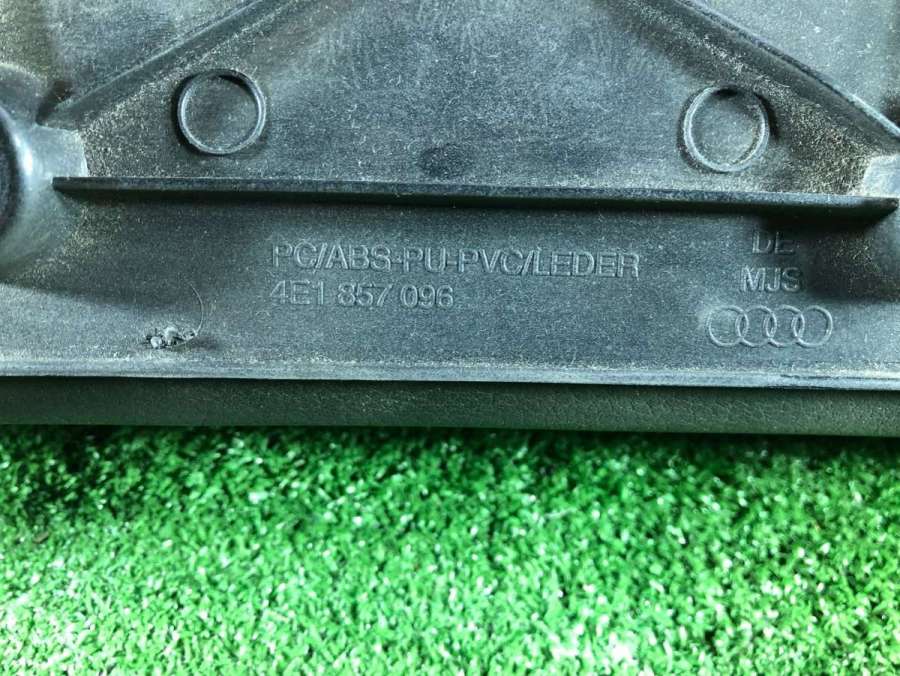 PC/ABS-PU-PVC/LEDER
4E1 857 096
DE
MJS